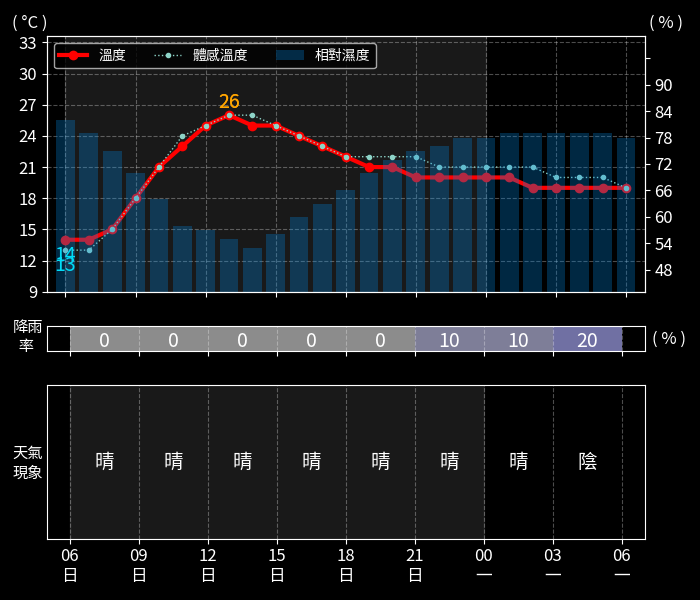 ( °C )
( % )
溫度
體感溫度
相對濕度
33
30
27
24
21
18
15
12
9
90
84
78
72
66
60
54
48
26
14
13
降雨
率
0 0 0 0 0 10 10 20
( % )
天氣
現象
晴 晴 晴 晴 晴 晴 晴 陰
06 09 12 15 18 21 00 03 06
日 日 日 日 日 日 一 一 一